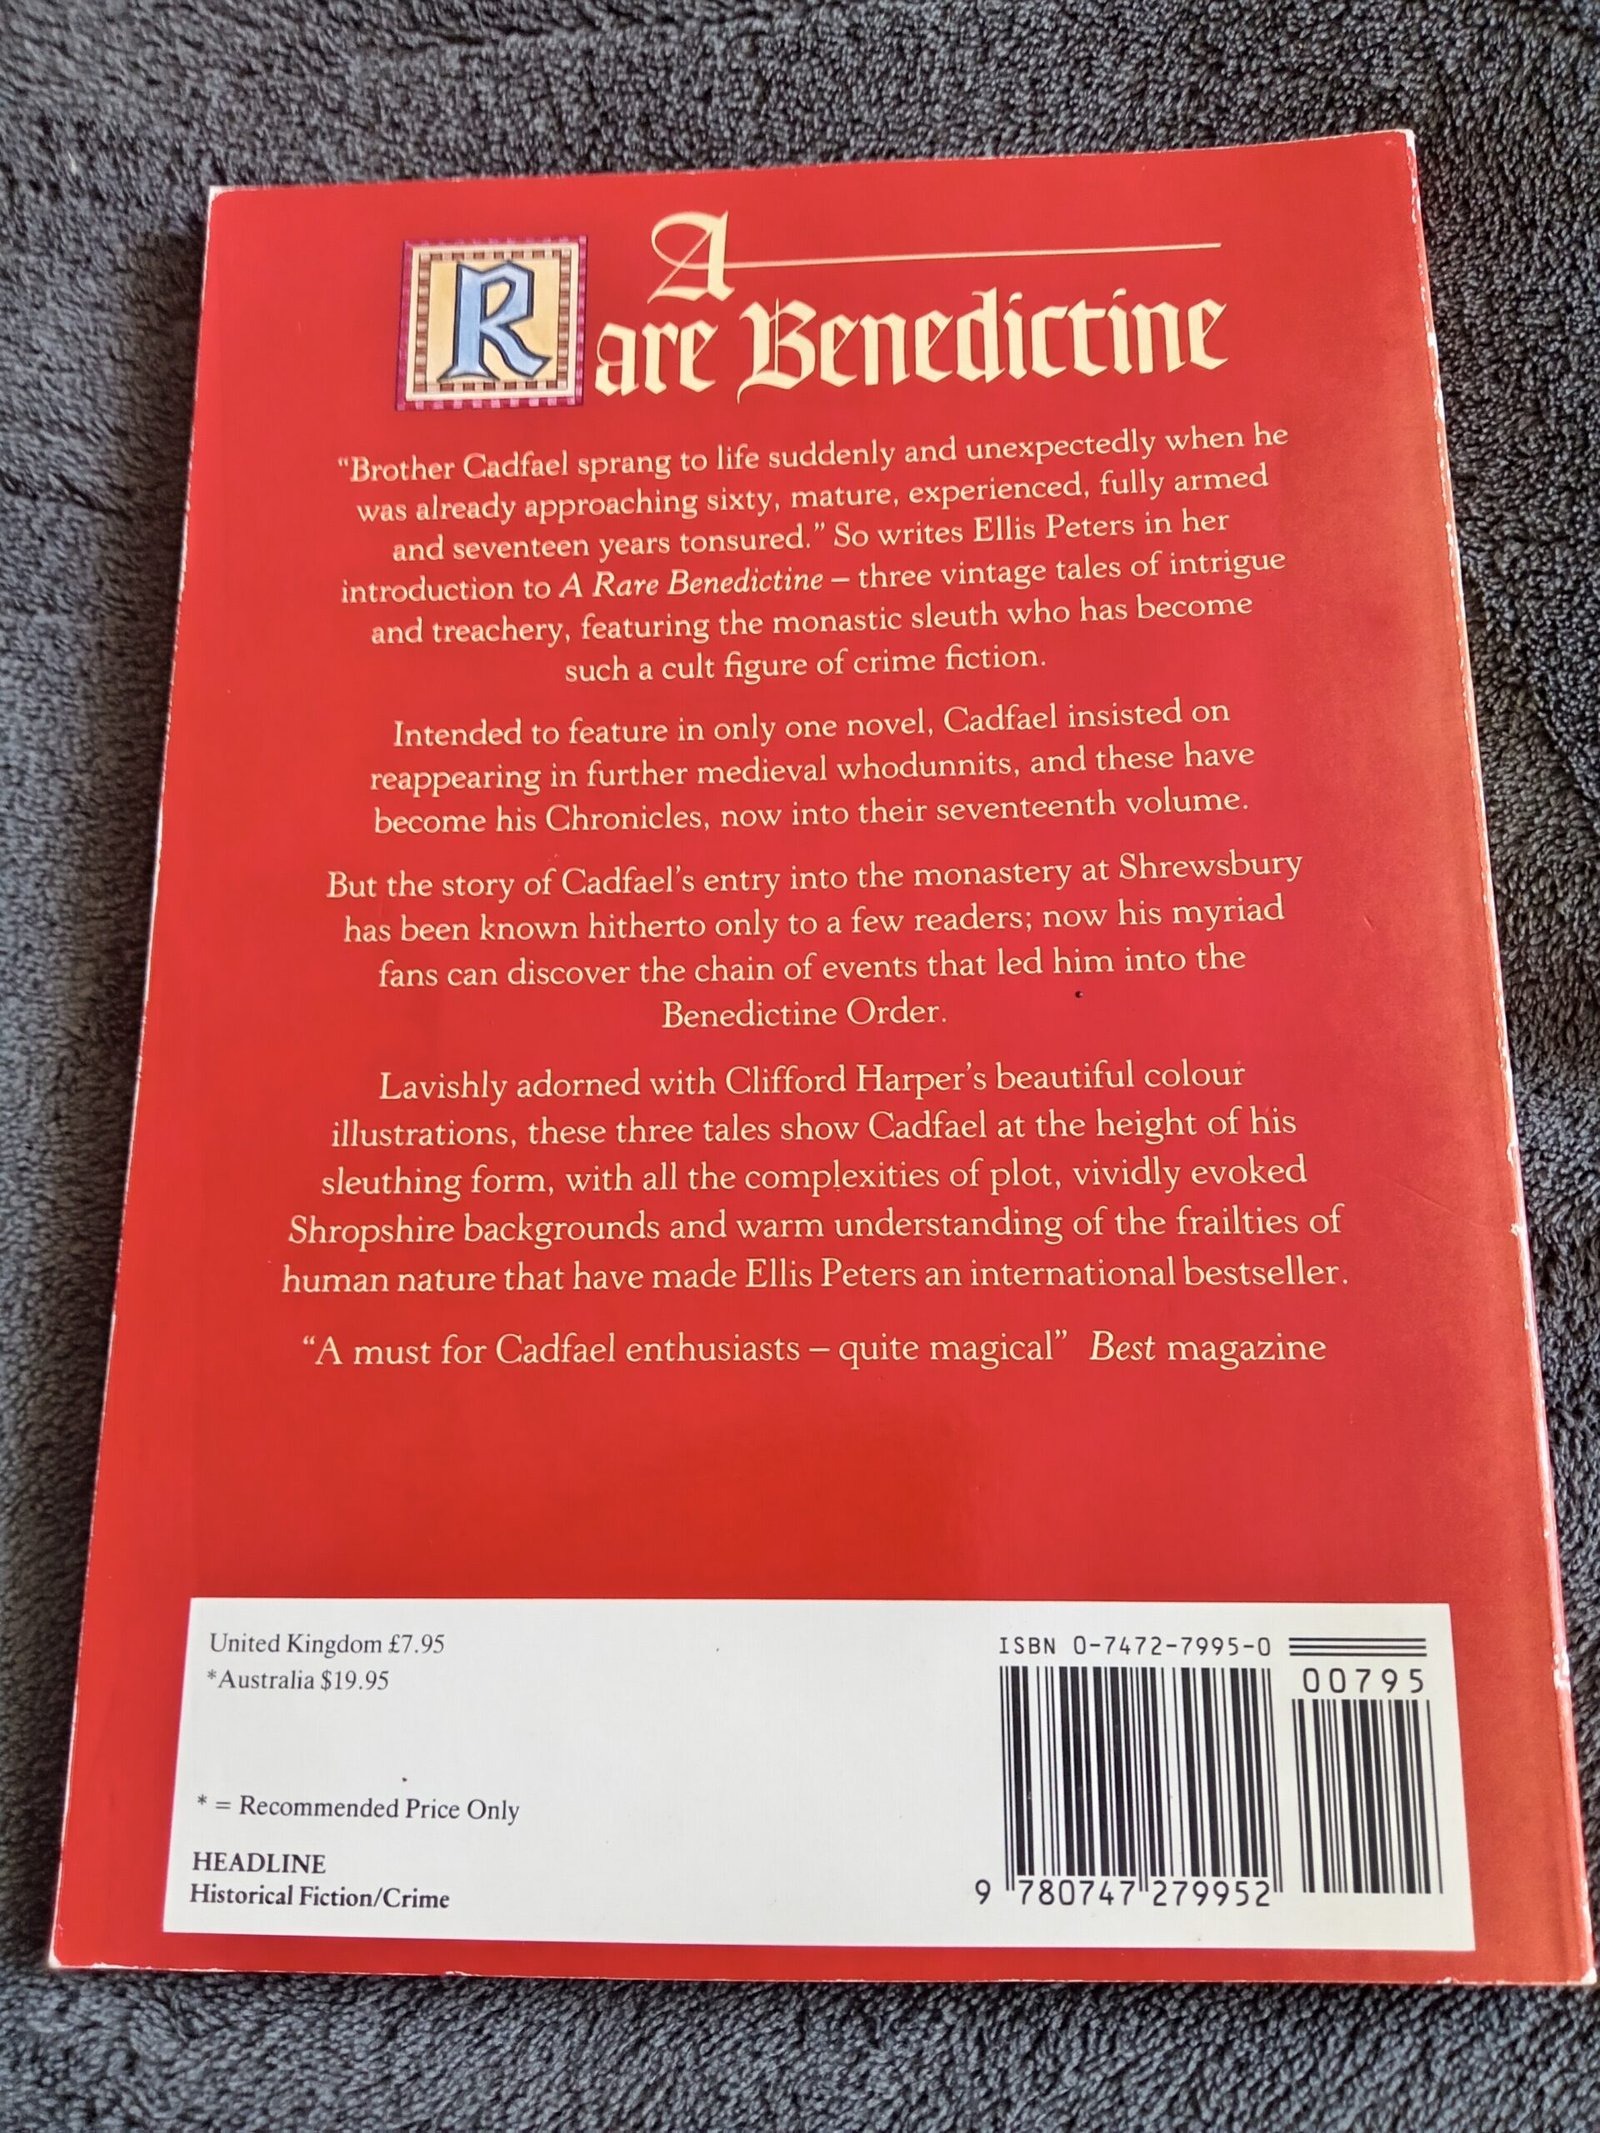 A
Rare Benedictine
"Brother Cadfael sprang to life suddenly and unexpectedly when he
was already approaching sixty, mature, experienced, fully armed
and seventeen years tonsured." So writes Ellis Peters in her
introduction to A Rare Benedictine – three vintage tales of intrigue
and treachery, featuring the monastic sleuth who has become
such a cult figure of crime fiction.
Intended to feature in only one novel, Cadfael insisted on
reappearing in further medieval whodunnits, and these have
become his Chronicles, now into their seventeenth volume.
But the story of Cadfael's entry into the monastery at Shrewsbury
has been known hitherto only to a few readers; now his myriad
fans can discover the chain of events that led him into the
Benedictine Order.
Lavishly adorned with Clifford Harper's beautiful colour
illustrations, these three tales show Cadfael at the height of his
sleuthing form, with all the complexities of plot, vividly evoked
Shropshire backgrounds and warm understanding of the frailties of
human nature that have made Ellis Peters an international bestseller.
"A must for Cadfael enthusiasts – quite magical" Best magazine
United Kingdom £7.95
*Australia $19.95
* = Recommended Price Only
HEADLINE
Historical Fiction/Crime
ISBN 0-7472-7995-0
00795
9 780747 279952